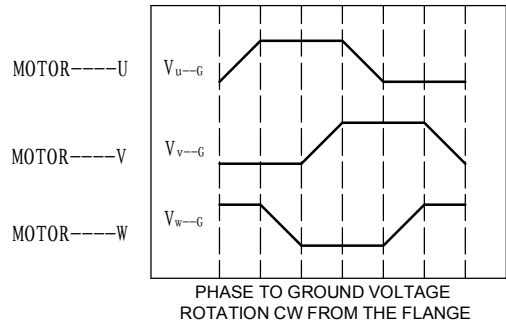 MOTOR----U Vu--G
MOTOR----V Vv--G
MOTOR----W Vw--G
PHASE TO GROUND VOLTAGE
ROTATION CW FROM THE FLANGE